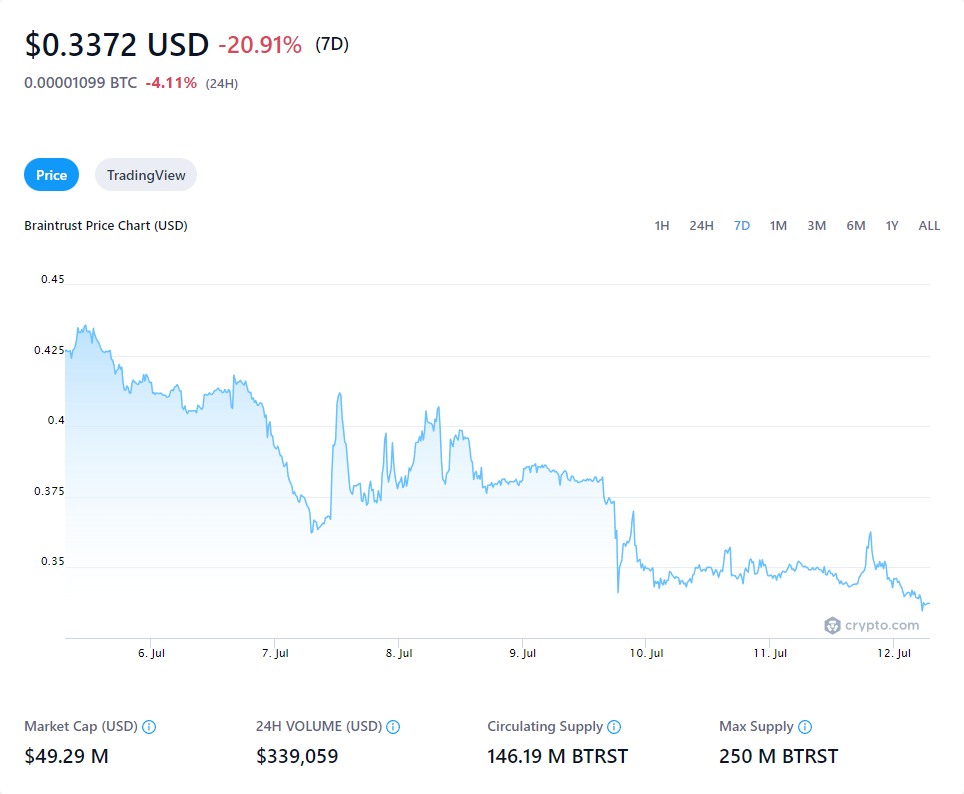 $0.3372 USD -20.91% (7D)
0.00001099 BTC -4.11% (24H)
Price TradingView
Braintrust Price Chart (USD) 1H 24H 7D 1M 3M 6M 1Y ALL
0.45
0.425
0.4
0.375
0.35
crypto.com
6. Jul 7. Jul 8. Jul 9. Jul 10. Jul 11. Jul 12. Jul
Market Cap (USD) 24H VOLUME (USD) Circulating Supply Max Supply
$49.29 M $339,059 146.19 M BTRST 250 M BTRST